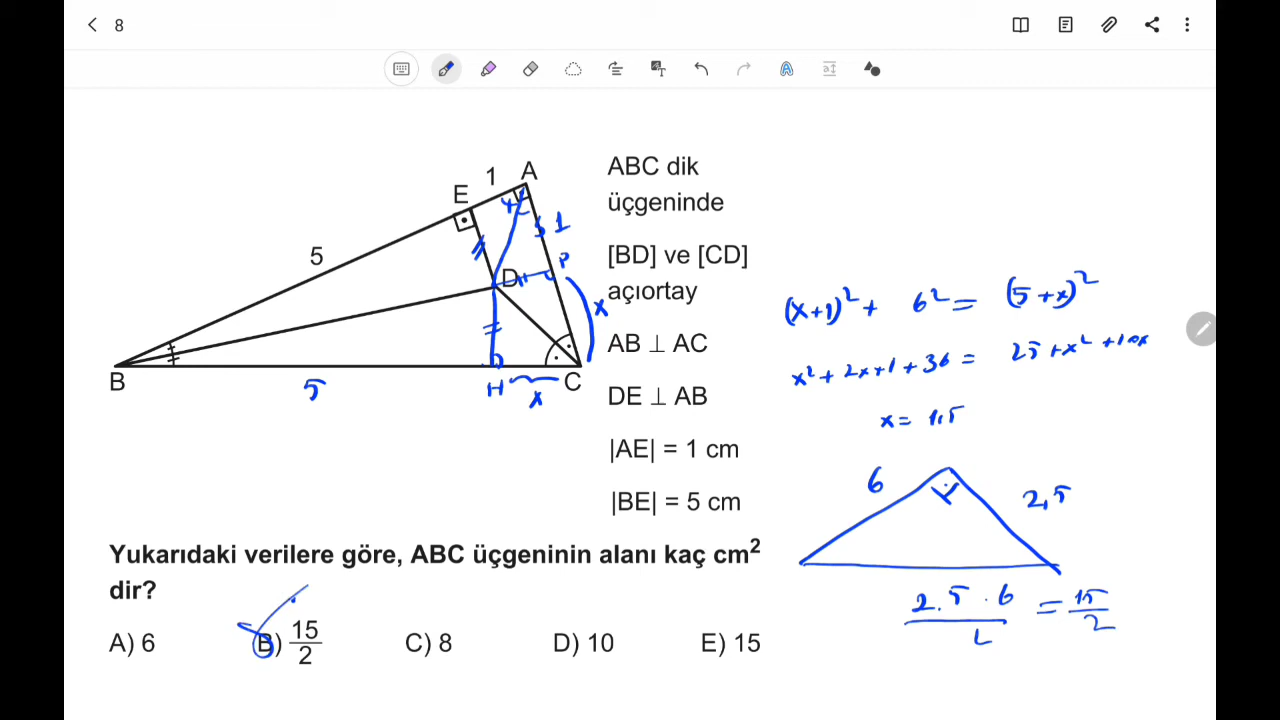 8
1 A
E
5
1
D
P
x
B
5
H
x
C
ABC dik
üçgeninde
[BD] ve [CD]
açıortay
AB ⊥ AC
DE ⊥ AB
|AE| = 1 cm
|BE| = 5 cm
(x+1)² + 6² = (5+x)²
x² + 2x+1+36 = 25+x²+10x
x = 1,5
6
2,5
2.5 . 6 / 2 = 15/2
Yukarıdaki verilere göre, ABC üçgeninin alanı kaç cm²
dir?
A) 6 B) 15/2 C) 8 D) 10 E) 15